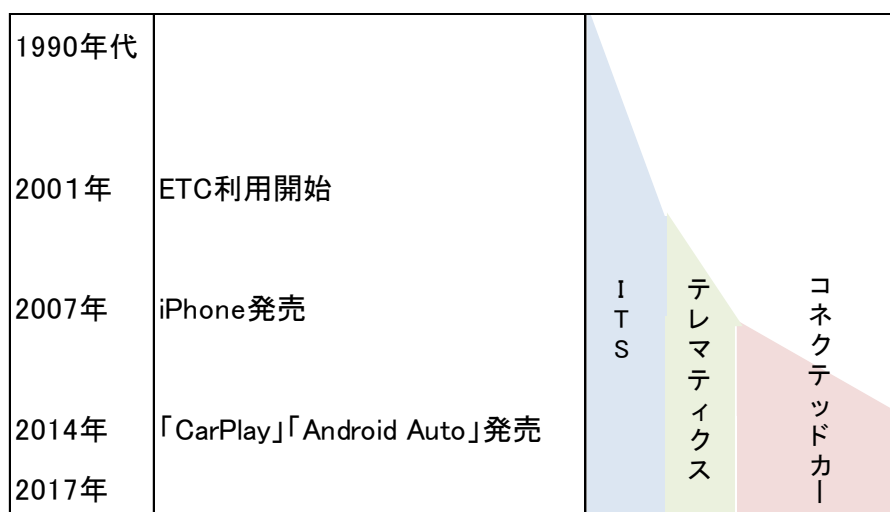 1990年代
2001年 ETC利用開始
2007年 iPhone発売
2014年 「CarPlay」「Android Auto」発売
2017年
ITS
テレマティクス
コネクテッドカー